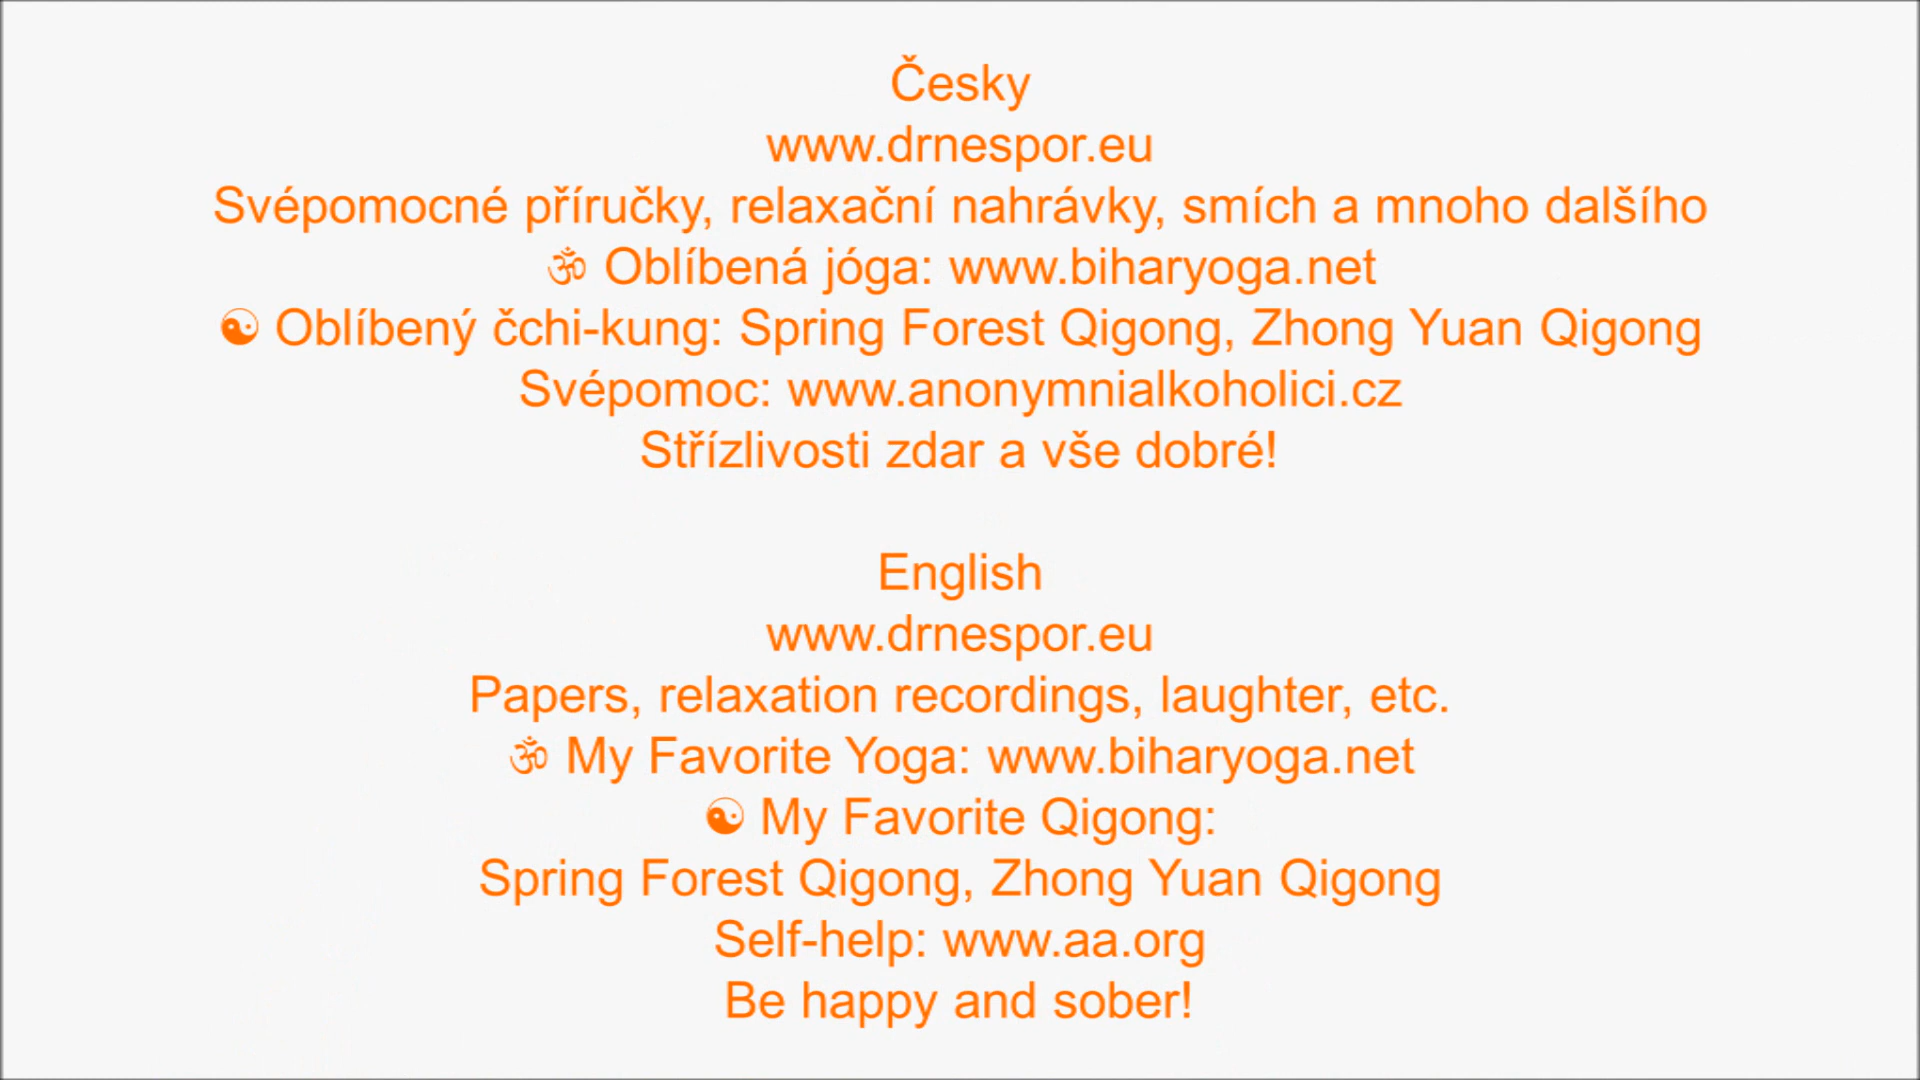 Česky
www.drnespor.eu
Svépomocné příručky, relaxační nahrávky, smích a mnoho dalšího
🕉 Oblíbená jóga: www.biharyoga.net
☯ Oblíbený čchi-kung: Spring Forest Qigong, Zhong Yuan Qigong
Svépomoc: www.anonymnialkoholici.cz
Střízlivosti zdar a vše dobré!
English
www.drnespor.eu
Papers, relaxation recordings, laughter, etc.
🕉 My Favorite Yoga: www.biharyoga.net
☯ My Favorite Qigong:
Spring Forest Qigong, Zhong Yuan Qigong
Self-help: www.aa.org
Be happy and sober!